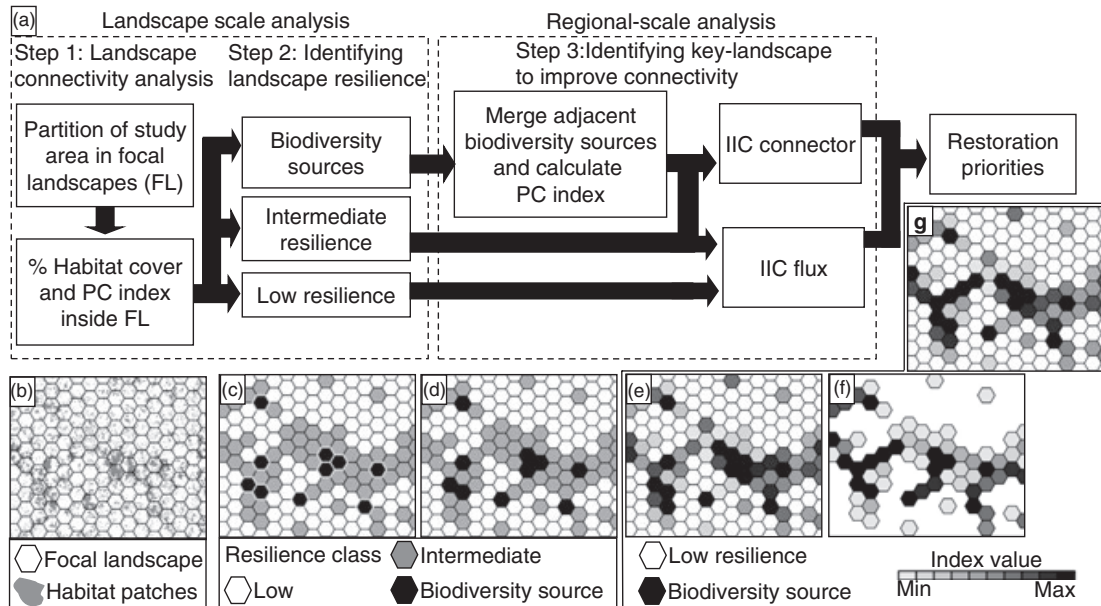 (a)
Landscape scale analysis
Regional-scale analysis
Step 1: Landscape
connectivity analysis
Step 2: Identifying
landscape resilience
Step 3:Identifying key-landscape
to improve connectivity
Partition of study
area in focal
landscapes (FL)
% Habitat cover
and PC index
inside FL
Biodiversity
sources
Intermediate
resilience
Low resilience
Merge adjacent
biodiversity sources
and calculate
PC index
IIC connector
IIC flux
Restoration
priorities
g
(b)
(c)
(d)
(e)
(f)
Focal landscape
Habitat patches
Resilience class
Low
Intermediate
Biodiversity source
Low resilience
Biodiversity source
Index value
Min
Max